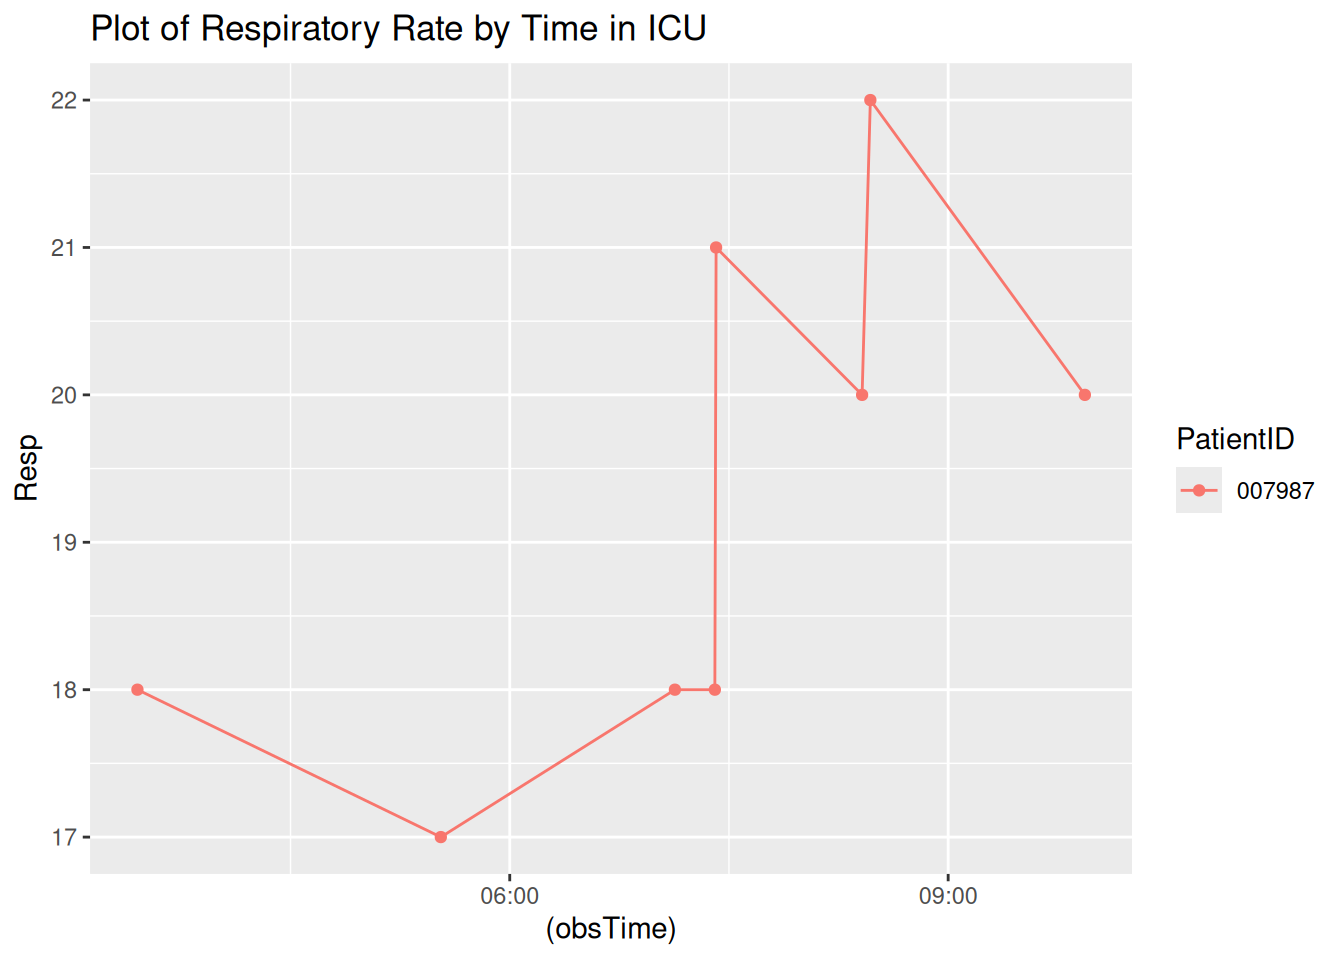 Plot of Respiratory Rate by Time in ICU
22
21
20
19
18
17
Resp
06:00 09:00
(obsTime)
PatientID
007987